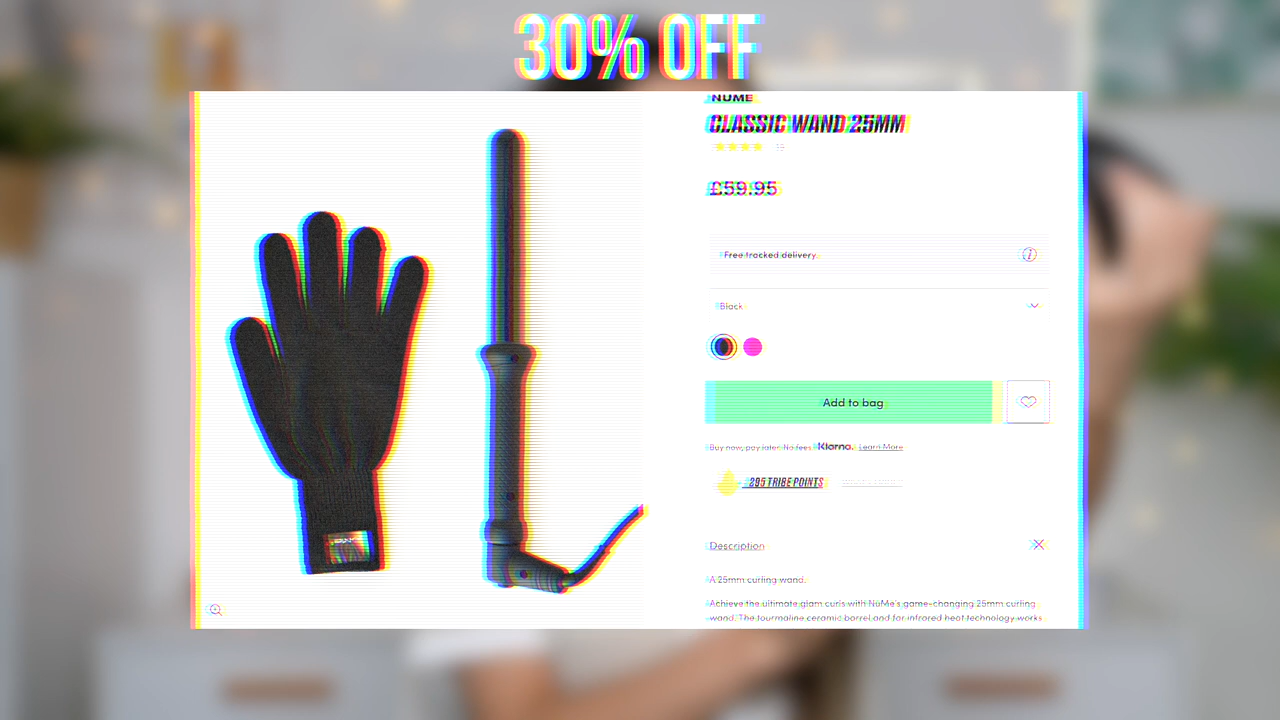 30% OFF
NUME
CLASSIC WAND 25MM
£59.95
Free tracked delivery.
Black
Add to bag
Buy now, pay later. No fees Klarna. Learn More
295 TRIBE POINTS
Description
A 25mm curling wand.
Achieve the ultimate glam curls with NuMe's game-changing 25mm curling
wand. The tourmaline ceramic barrel and far infrared heat technology works